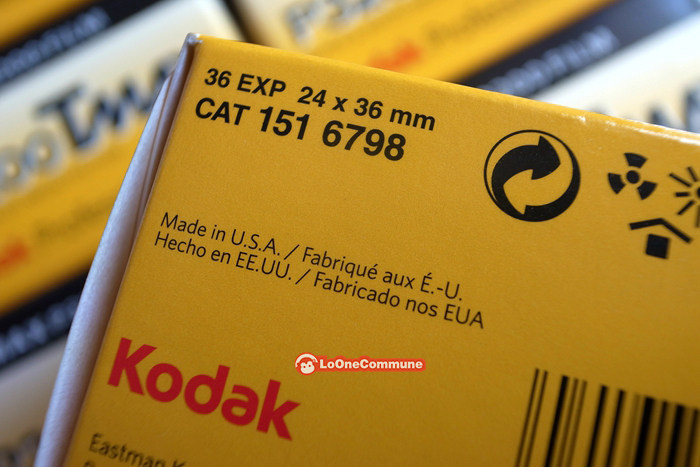 36 EXP 24 x 36 mm
CAT 151 6798
Made in U.S.A. / Fabriqué aux É.-U.
Hecho en EE.UU. / Fabricado nos EUA
LoOneCommune
Kodak
Eastman